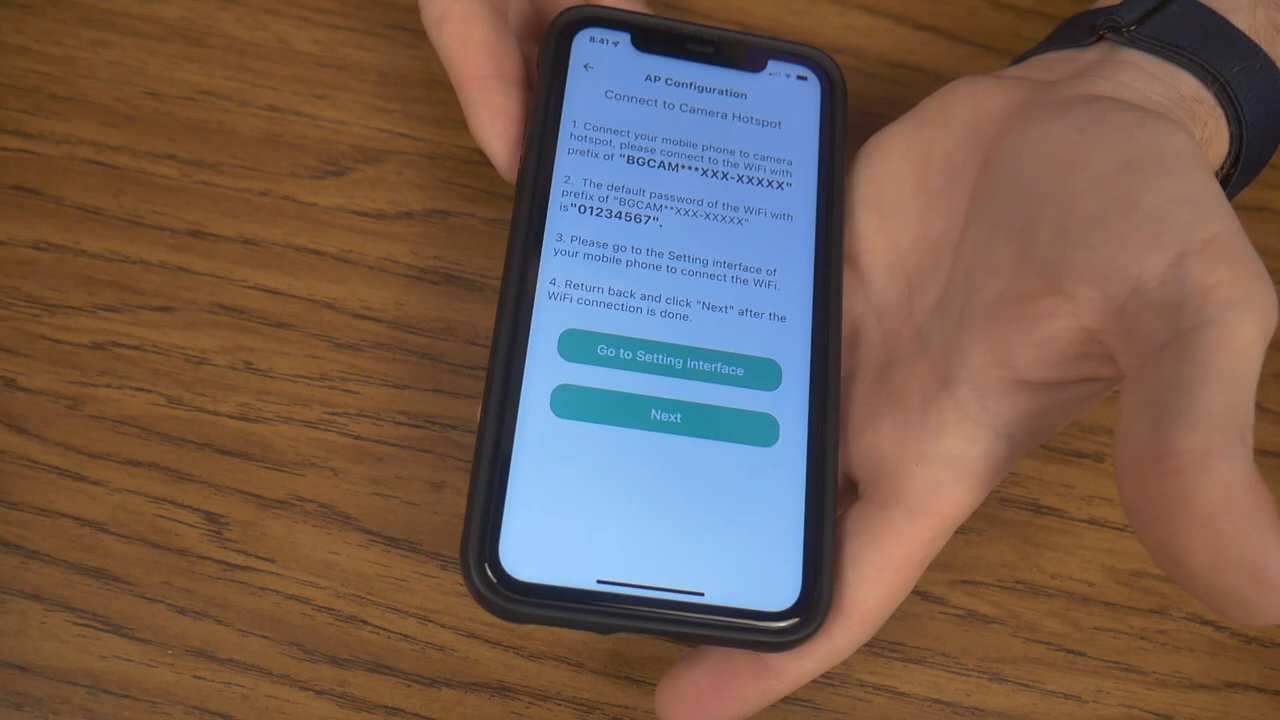 8:41
AP Configuration
Connect to Camera Hotspot
1. Connect your mobile phone to camera
hotspot, please connect to the WiFi with
prefix of "BGCAM***XXX-XXXXX"
2. The default password of the WiFi with
prefix of "BGCAM**XXX-XXXXX"
is"01234567".
3. Please go to the Setting interface of
your mobile phone to connect the WiFi.
4. Return back and click "Next" after the
WiFi connection is done.
Go to Setting Interface
Next